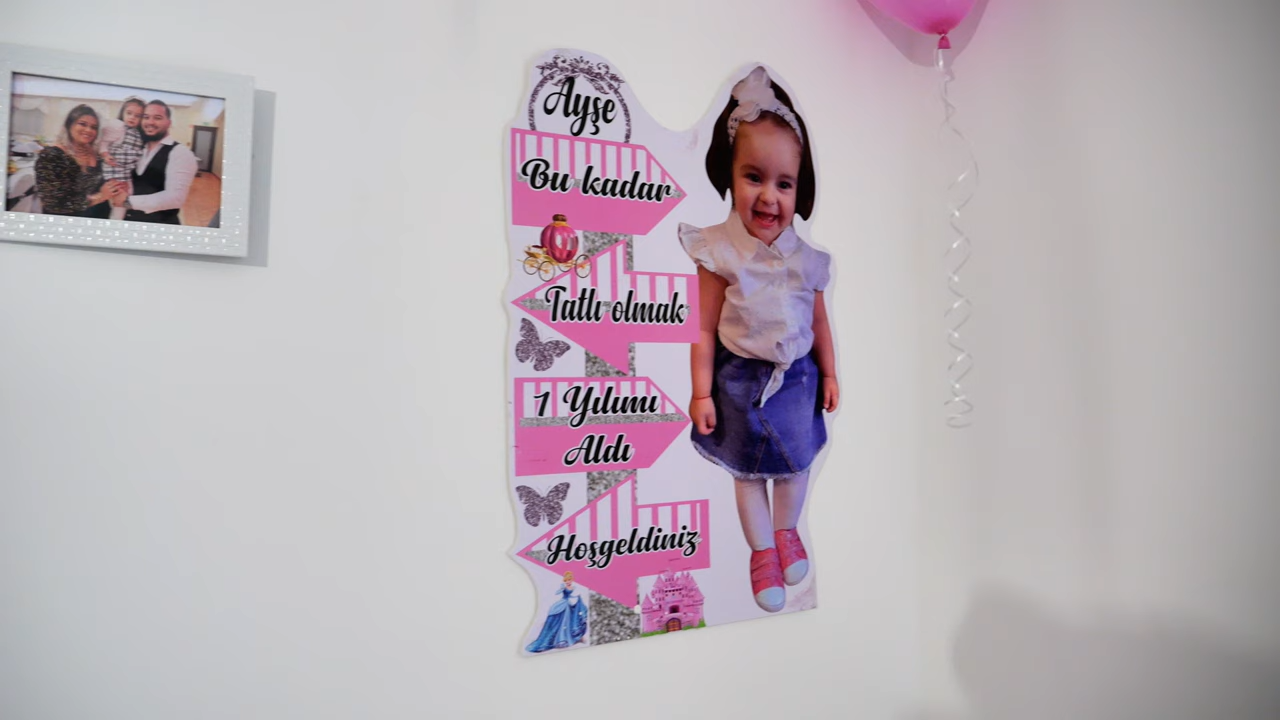 Ayşe
Bu kadar
Tatlı olmak
1 Yılımı
Aldı
Hoşgeldiniz